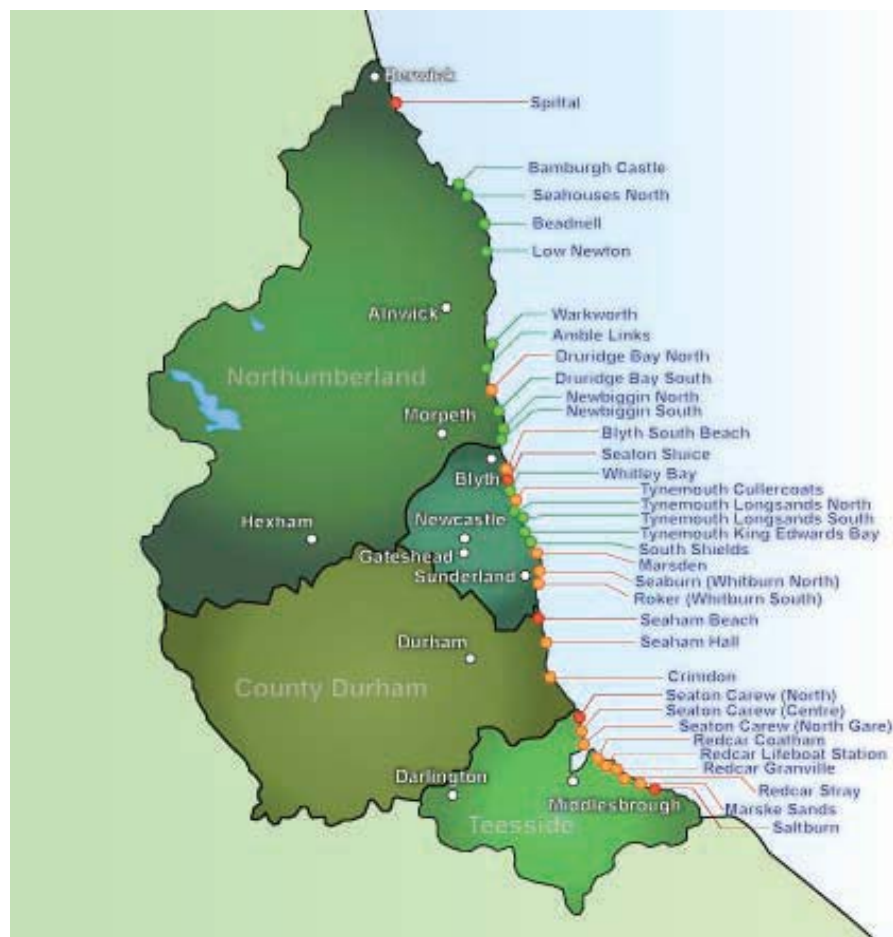 Berwick
Spittal
Bamburgh Castle
Seahouses North
Beadnell
Low Newton
Alnwick
Warkworth
Amble Links
Druridge Bay North
Northumberland
Druridge Bay South
Newbiggin North
Newbiggin South
Morpeth
Blyth South Beach
Seaton Sluice
Blyth
Whitley Bay
Tynemouth Cullercoats
Tynemouth Longsands North
Hexham
Newcastle
Tynemouth Longsands South
Tynemouth King Edwards Bay
Gateshead
South Shields
Marsden
Sunderland
Seaburn (Whitburn North)
Roker (Whitburn South)
Seaham Beach
Durham
Seaham Hall
Crimdon
County Durham
Seaton Carew (North)
Seaton Carew (Centre)
Seaton Carew (North Gare)
Redcar Coatham
Redcar Lifeboat Station
Redcar Granville
Darlington
Redcar Stray
Middlesbrough
Marske Sands
Teesside
Saltburn